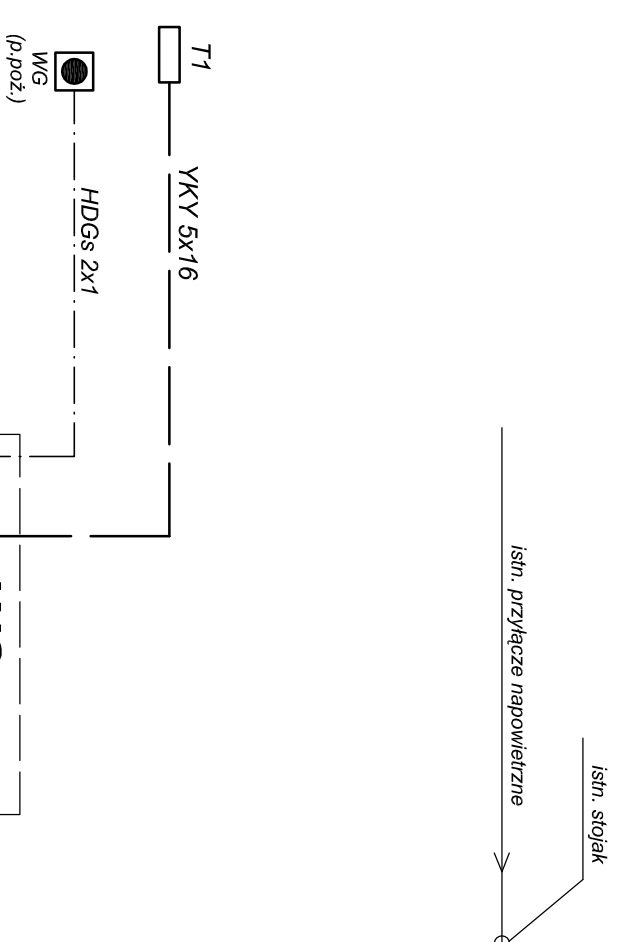 T1
YKY 5x16
WG
(p.poż.)
HDGs 2x1
istn. przyłącze napowietrzne
istn. stojak